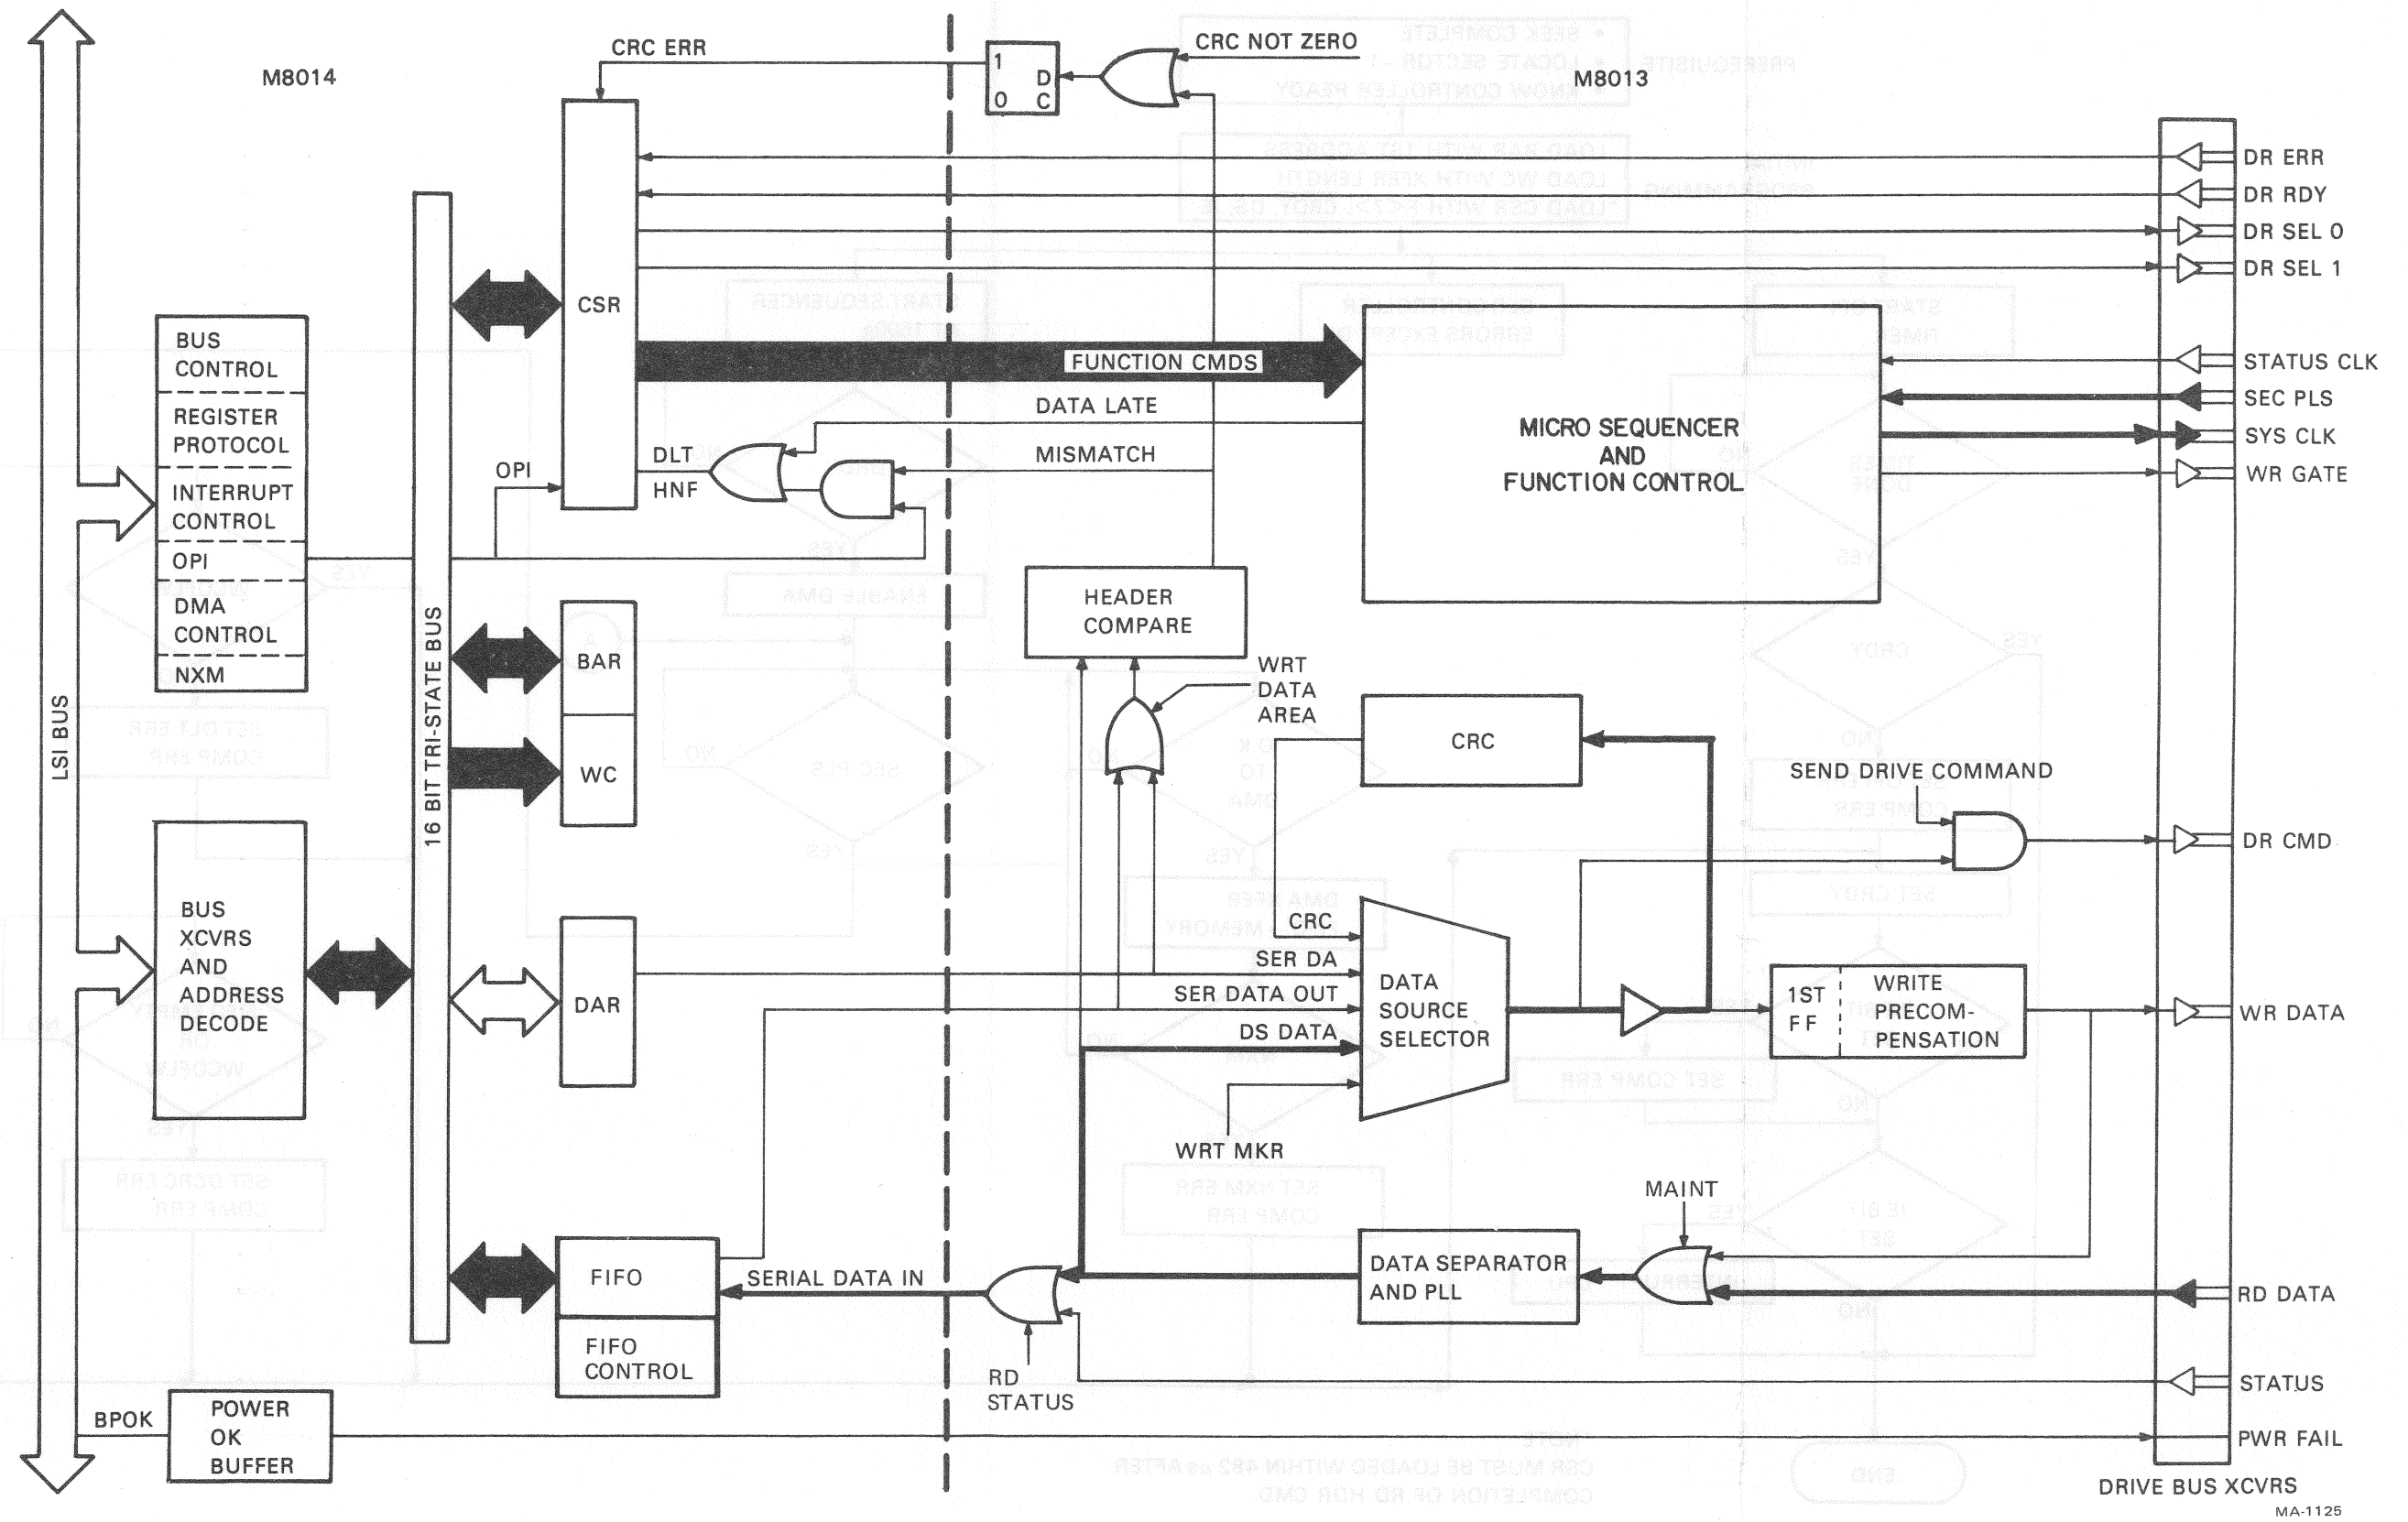 M8014
CRC ERR
1
D
0
C
CRC NOT ZERO
M8013
DR ERR
DR RDY
DR SEL 0
DR SEL 1
CSR
BUS
CONTROL
REGISTER
PROTOCOL
INTERRUPT
CONTROL
OPI
DMA
CONTROL
NXM
FUNCTION CMDS
DATA LATE
MISMATCH
OPI
DLT
HNF
MICRO SEQUENCER
AND
FUNCTION CONTROL
STATUS CLK
SEC PLS
SYS CLK
WR GATE
HEADER
COMPARE
LSI BUS
16 BIT TRI-STATE BUS
BAR
WC
WRT
DATA
AREA
CRC
SEND DRIVE COMMAND
DR CMD
BUS
XCVRS
AND
ADDRESS
DECODE
DAR
CRC
SER DA
SER DATA OUT
DS DATA
WRT MKR
DATA
SOURCE
SELECTOR
1ST
FF
WRITE
PRECOM-
PENSATION
WR DATA
MAINT
FIFO
FIFO
CONTROL
SERIAL DATA IN
DATA SEPARATOR
AND PLL
RD DATA
RD
STATUS
STATUS
BPOK
POWER
OK
BUFFER
PWR FAIL
DRIVE BUS XCVRS
MA-1125